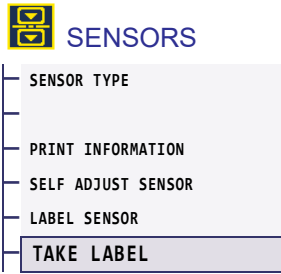 SENSORS
SENSOR TYPE
PRINT INFORMATION
SELF ADJUST SENSOR
LABEL SENSOR
TAKE LABEL